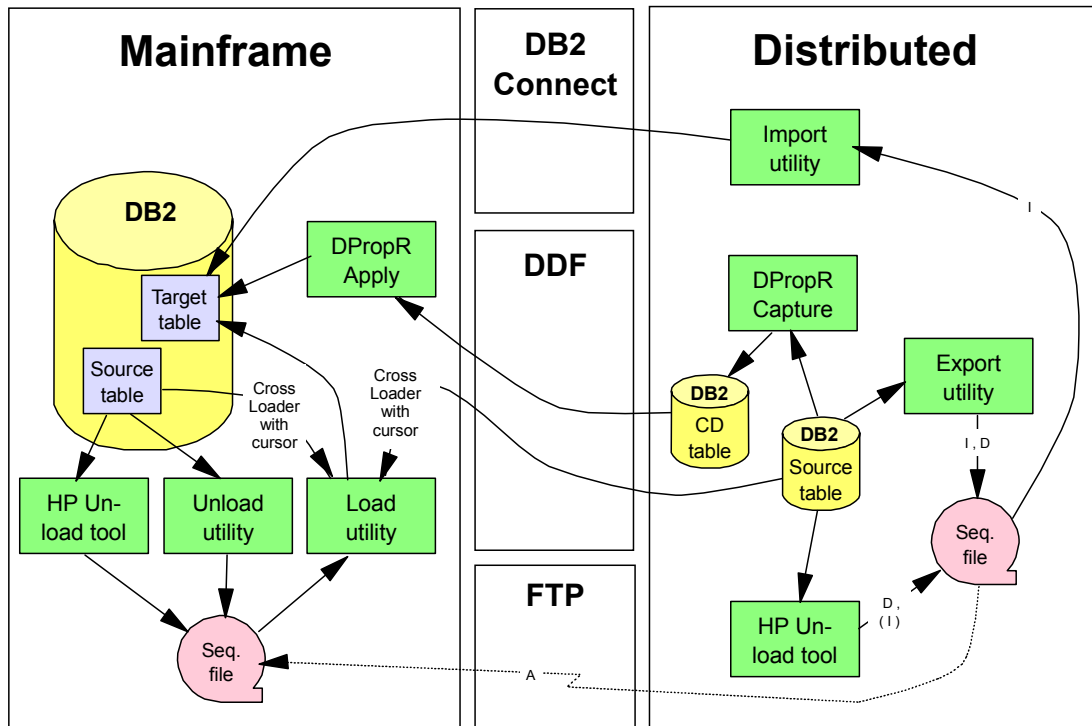 Mainframe
DB2
Connect
Distributed
Import
utility
I
DB2
DPropR
Apply
DDF
DPropR
Capture
Target
table
Source
table
Cross
Loader
with
cursor
Cross
Loader
with
cursor
DB2
CD
table
DB2
Source
table
Export
utility
I , D
HP Un-
load tool
Unload
utility
Load
utility
Seq.
file
FTP
HP Un-
load tool
D ,
( I )
Seq.
file
A